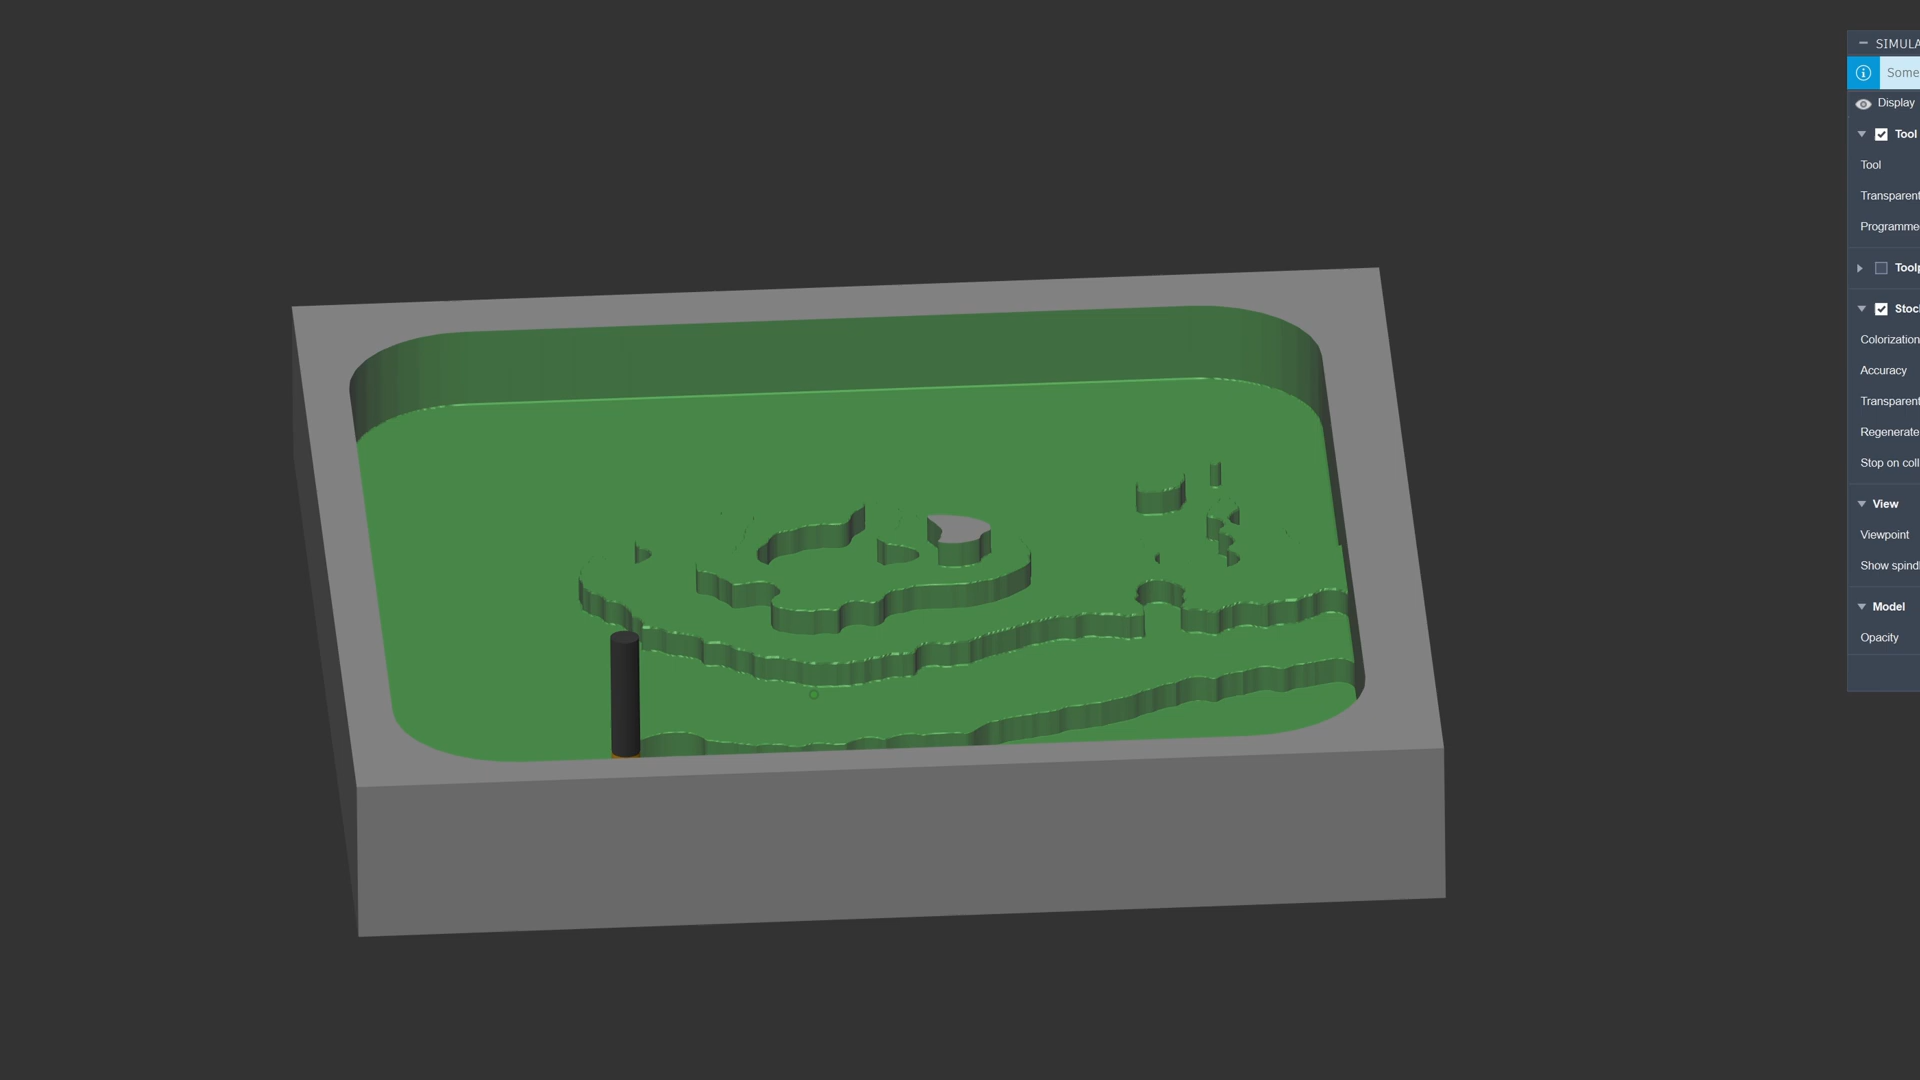 SIMULA
Some
Display
Tool
Tool
Transparent
Programme
Tool
Stoc
Colorization
Accuracy
Transparent
Regenerate
Stop on coll
View
Viewpoint
Show spind
Model
Opacity